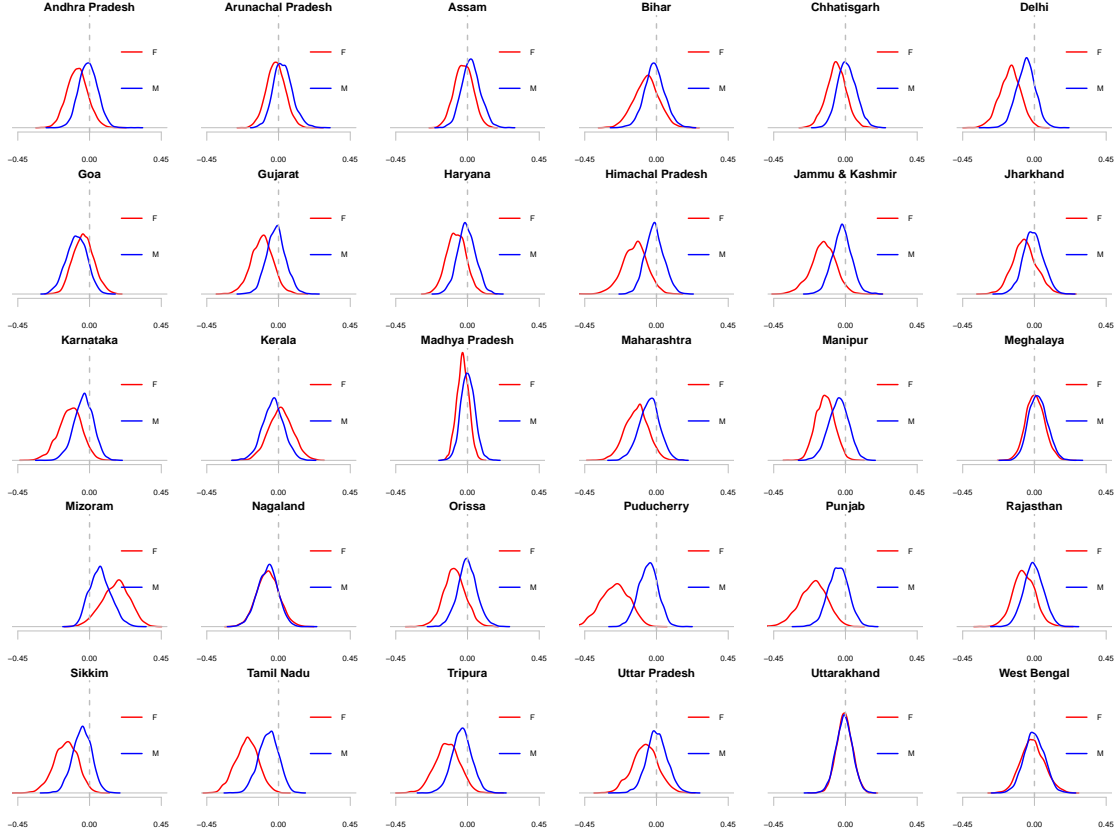 Andhra Pradesh Arunachal Pradesh Assam Bihar Chhatisgarh Delhi
F F F F F F
M M M M M M
−0.45 0.00 0.45 −0.45 0.00 0.45 −0.45 0.00 0.45 −0.45 0.00 0.45 −0.45 0.00 0.45 −0.45 0.00 0.45
Goa Gujarat Haryana Himachal Pradesh Jammu & Kashmir Jharkhand
F F F F F F
M M M M M M
−0.45 0.00 0.45 −0.45 0.00 0.45 −0.45 0.00 0.45 −0.45 0.00 0.45 −0.45 0.00 0.45 −0.45 0.00 0.45
Karnataka Kerala Madhya Pradesh Maharashtra Manipur Meghalaya
F F F F F F
M M M M M M
−0.45 0.00 0.45 −0.45 0.00 0.45 −0.45 0.00 0.45 −0.45 0.00 0.45 −0.45 0.00 0.45 −0.45 0.00 0.45
Mizoram Nagaland Orissa Puducherry Punjab Rajasthan
F F F F F F
M M M M M M
−0.45 0.00 0.45 −0.45 0.00 0.45 −0.45 0.00 0.45 −0.45 0.00 0.45 −0.45 0.00 0.45 −0.45 0.00 0.45
Sikkim Tamil Nadu Tripura Uttar Pradesh Uttarakhand West Bengal
F F F F F F
M M M M M M
−0.45 0.00 0.45 −0.45 0.00 0.45 −0.45 0.00 0.45 −0.45 0.00 0.45 −0.45 0.00 0.45 −0.45 0.00 0.45